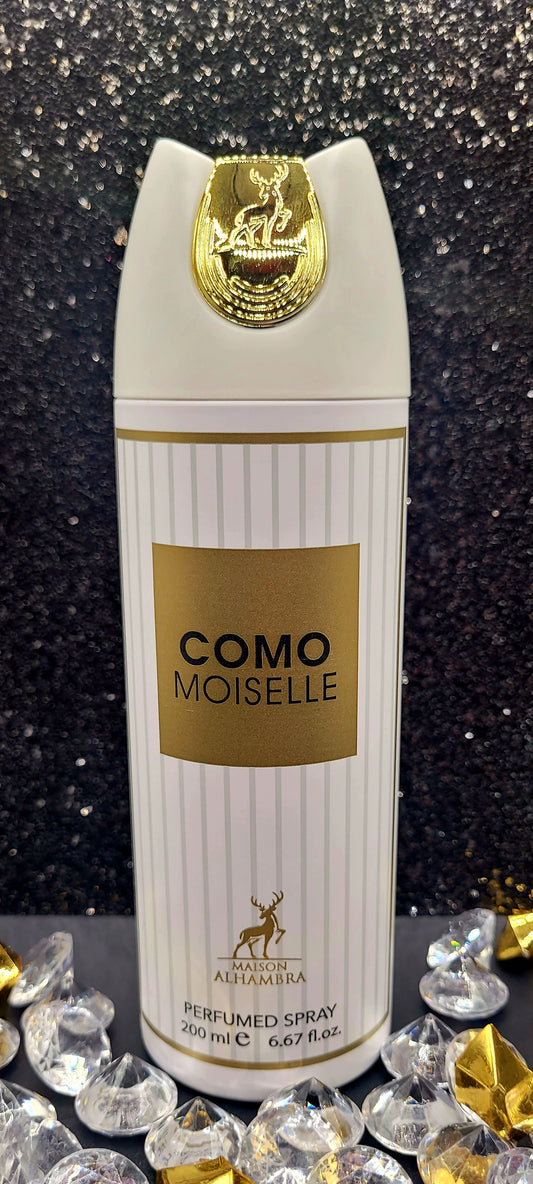 COMO
MOISELLE
MAISON
ALHAMBRA
PERFUMED SPRAY
200 ml e 6.67 fl.oz.